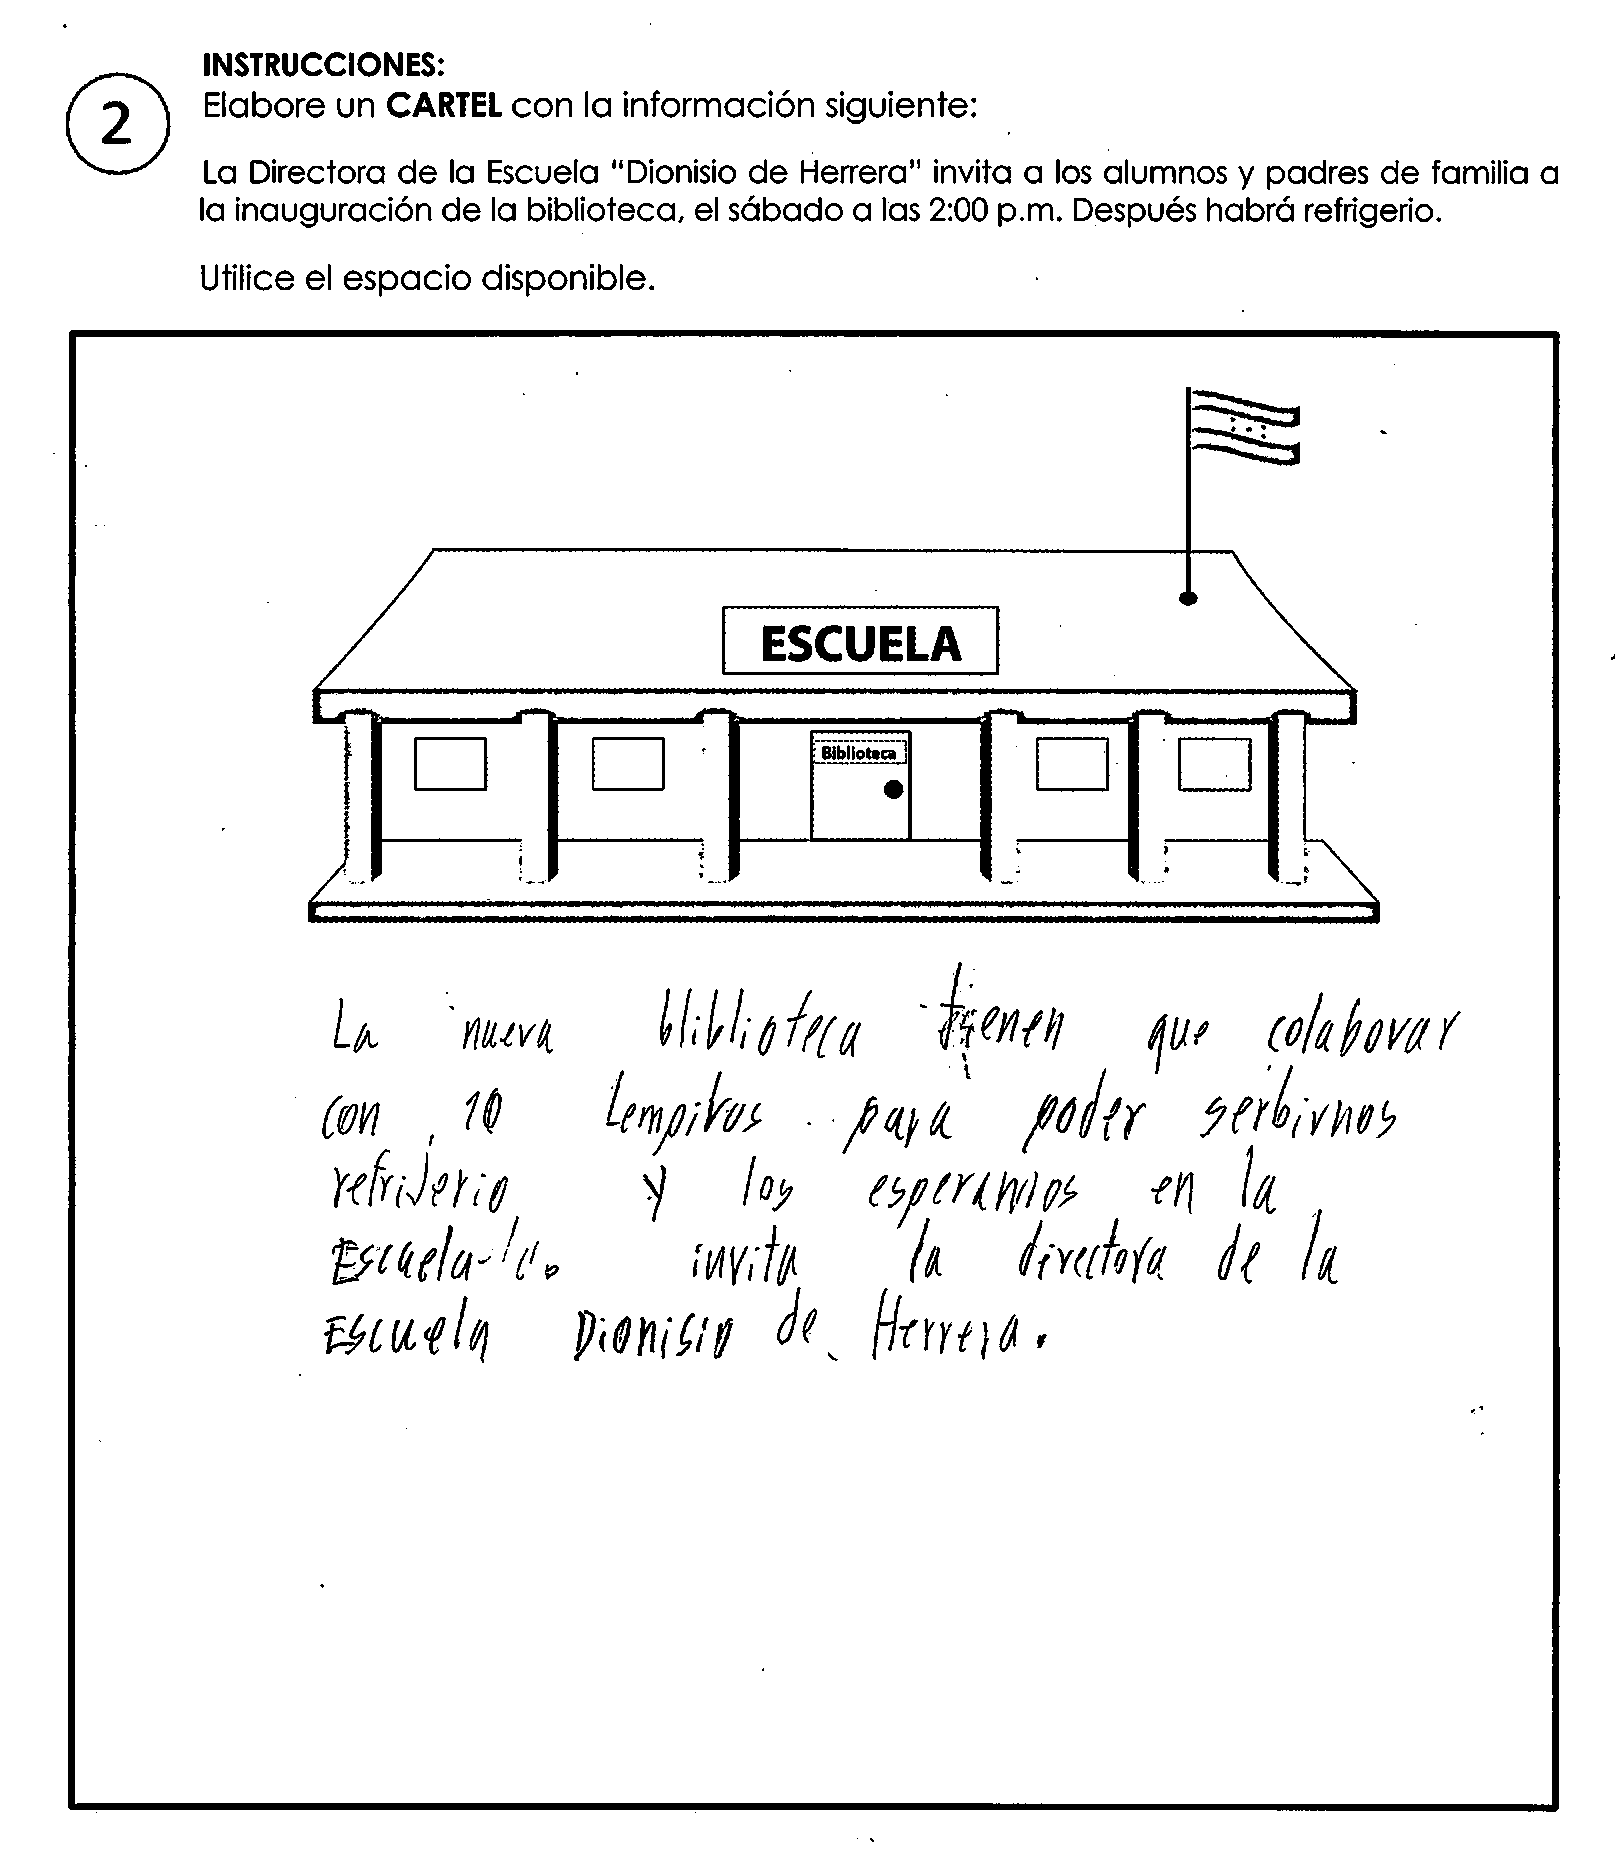 INSTRUCCIONES:
2
Elabore un CARTEL con la información siguiente:
La Directora de la Escuela "Dionisio de Herrera" invita a los alumnos y padres de familia a
la inauguración de la biblioteca, el sábado a las 2:00 p.m. Después habrá refrigerio.
Utilice el espacio disponible.
ESCUELA
Biblioteca
La nueva bliblioteca tienen que colaborar
con 10 Lempiras para poder serbirnos
refrijerio y los esperamos en la
Escuela invita la directora de la
Escuela Dionisio de Herrera.